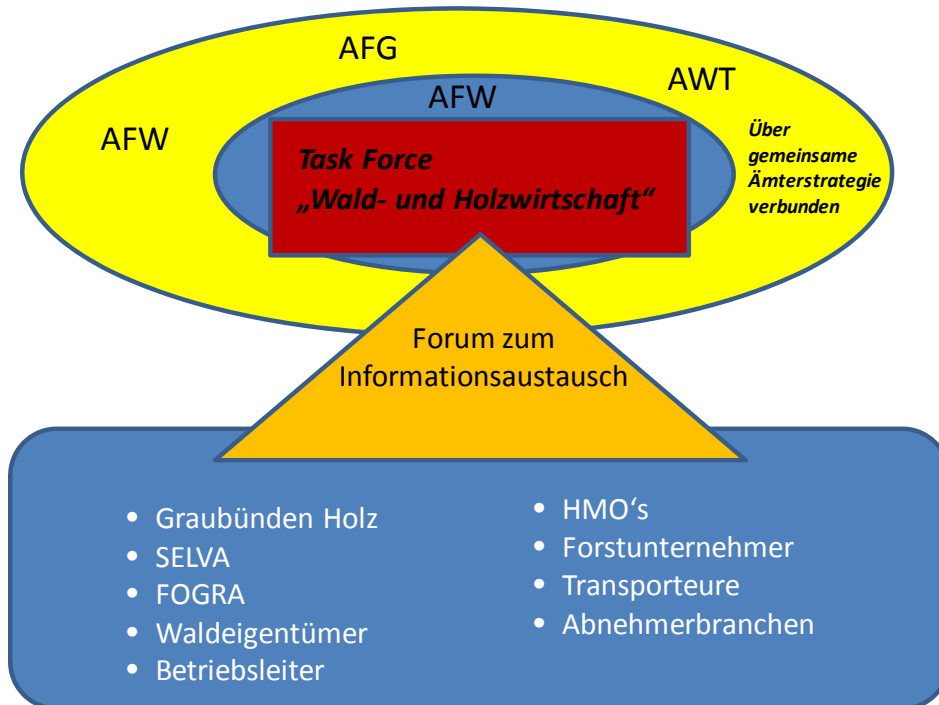 AFG
AFW
AWT
AFW
Über
gemeinsame
Ämterstrategie
verbunden
Task Force
„Wald- und Holzwirtschaft“
Forum zum
Informationsaustausch
• Graubünden Holz
• SELVA
• FOGRA
• Waldeigentümer
• Betriebsleiter
• HMO‘s
• Forstunternehmer
• Transporteure
• Abnehmerbranchen